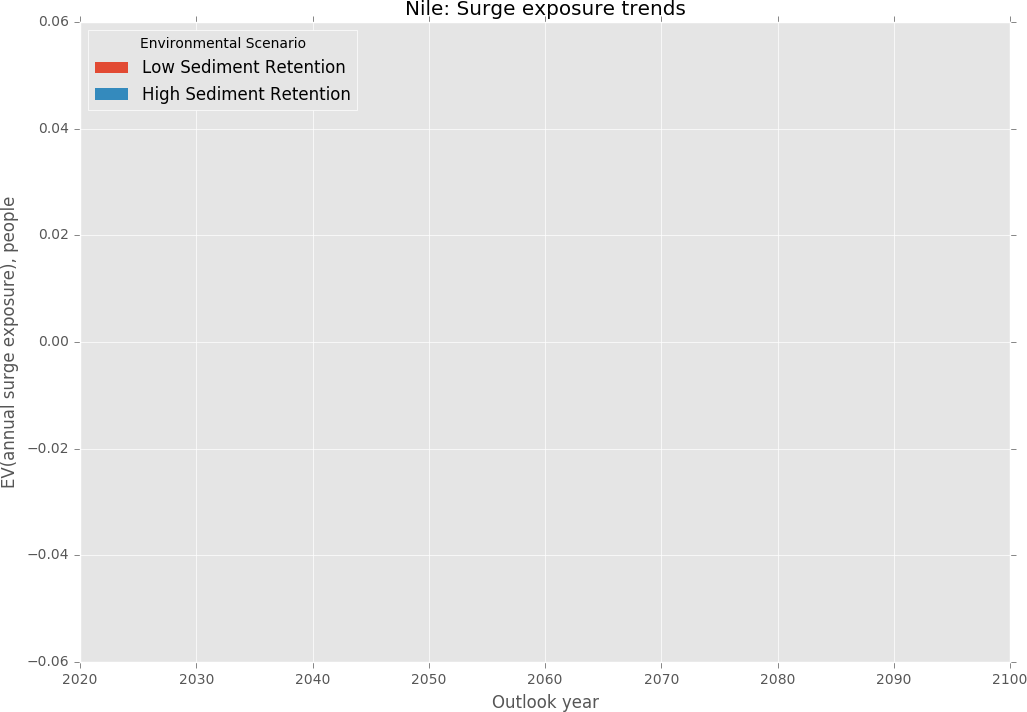 Nile: Surge exposure trends
Environmental Scenario
Low Sediment Retention
High Sediment Retention
EV(annual surge exposure), people
0.06
0.04
0.02
0.00
−0.02
−0.04
−0.06
2020 2030 2040 2050 2060 2070 2080 2090 2100
Outlook year